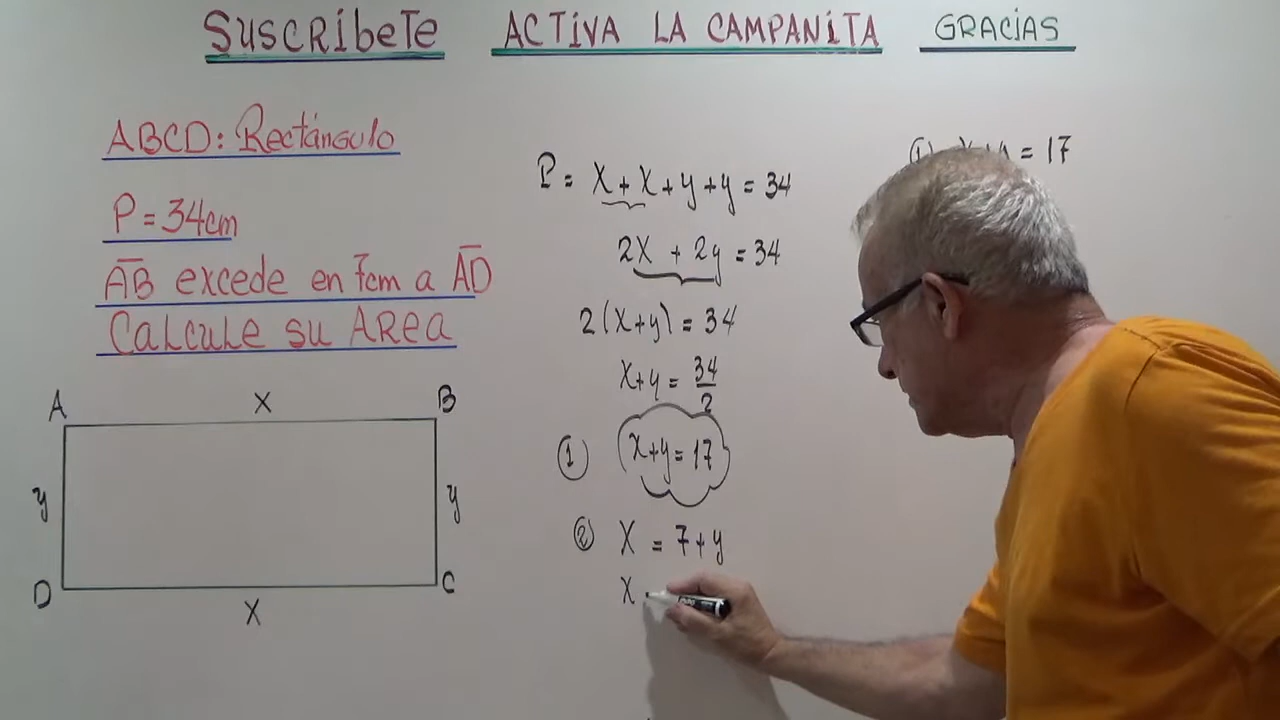 SUSCRÍBETE ACTIVA LA CAMPANITA GRACIAS
ABCD: Rectángulo
P = 34cm
AB excede en 7cm a AD
CALCULE SU AREA
A X B
y y
D X C
P = X + X + y + y = 34
2X + 2y = 34
2(X+y) = 34
X+y = 34/2
① X+y = 17
② X = 7+y
X
= 17